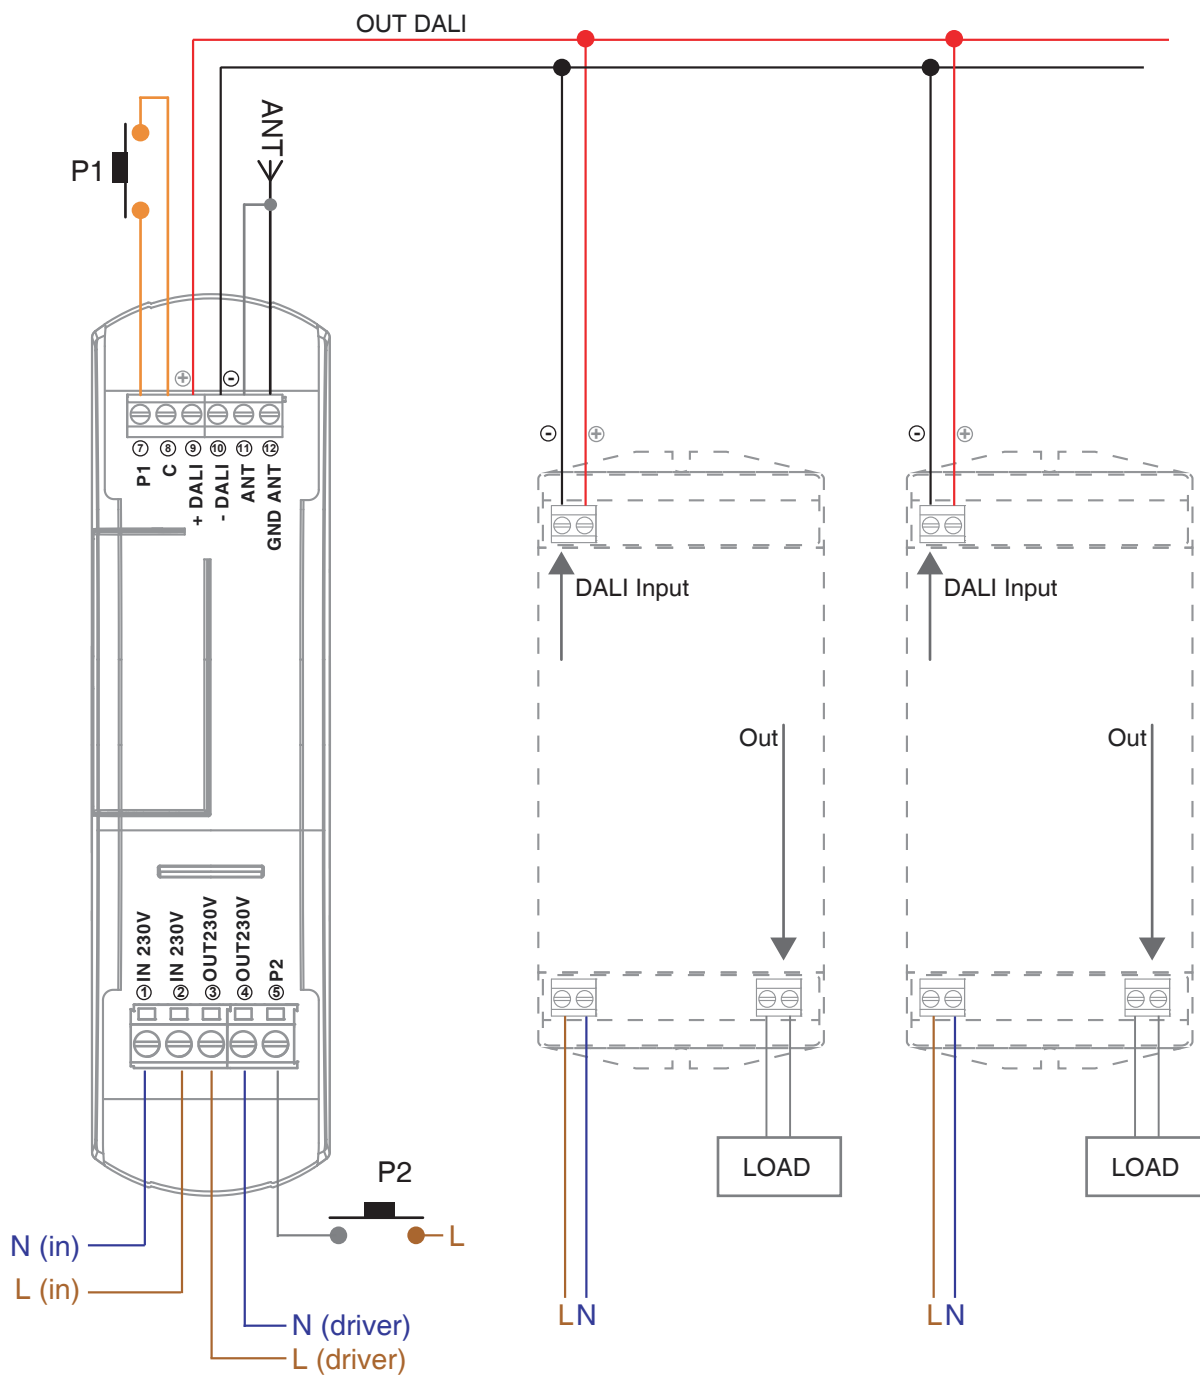 OUT DALI
ANT
P1
+
-
7 8 9 10 11 12
P1
C
+ DALI
- DALI
ANT
GND ANT
- +
- +
DALI Input
DALI Input
Out
Out
IN 230V
IN 230V
OUT230V
OUT230V
P2
1 2 3 4 5
LOAD
LOAD
P2
L
N (in)
L (in)
N (driver)
L (driver)
L N
L N